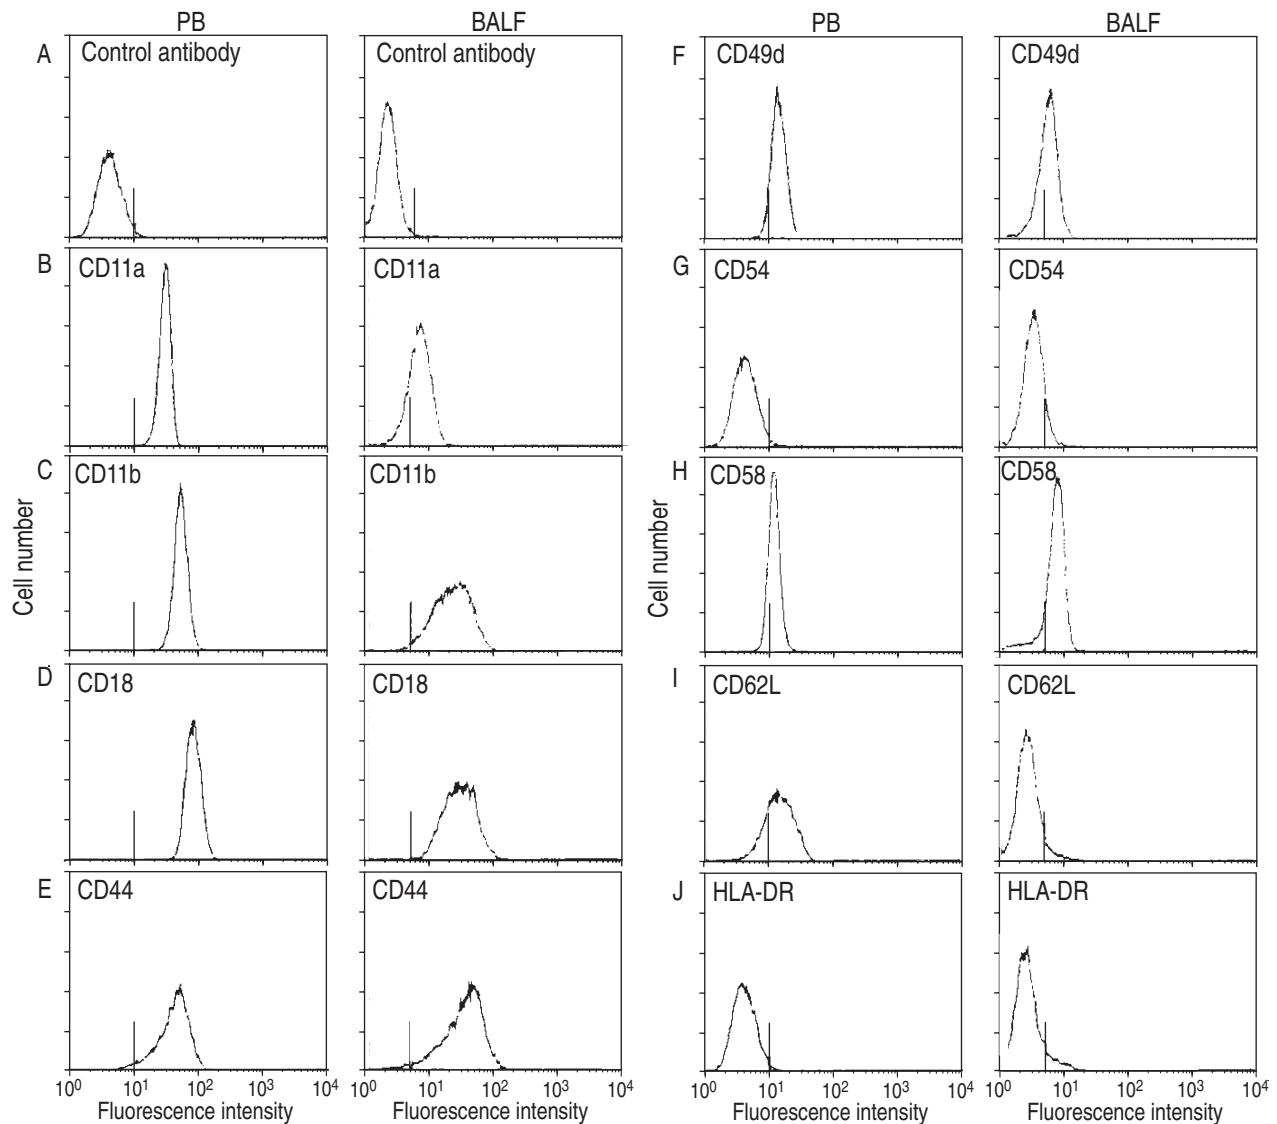 PB
BALF
A
Control antibody
Control antibody
B
CD11a
CD11a
C
CD11b
CD11b
D
CD18
CD18
E
CD44
CD44
Cell number
10⁰ 10¹ 10² 10³ 10⁴
Fluorescence intensity
10⁰ 10¹ 10² 10³ 10⁴
Fluorescence intensity
PB
BALF
F
CD49d
CD49d
G
CD54
CD54
H
CD58
CD58
I
CD62L
CD62L
J
HLA-DR
HLA-DR
Cell number
10⁰ 10¹ 10² 10³ 10⁴
Fluorescence intensity
10⁰ 10¹ 10² 10³ 10⁴
Fluorescence intensity